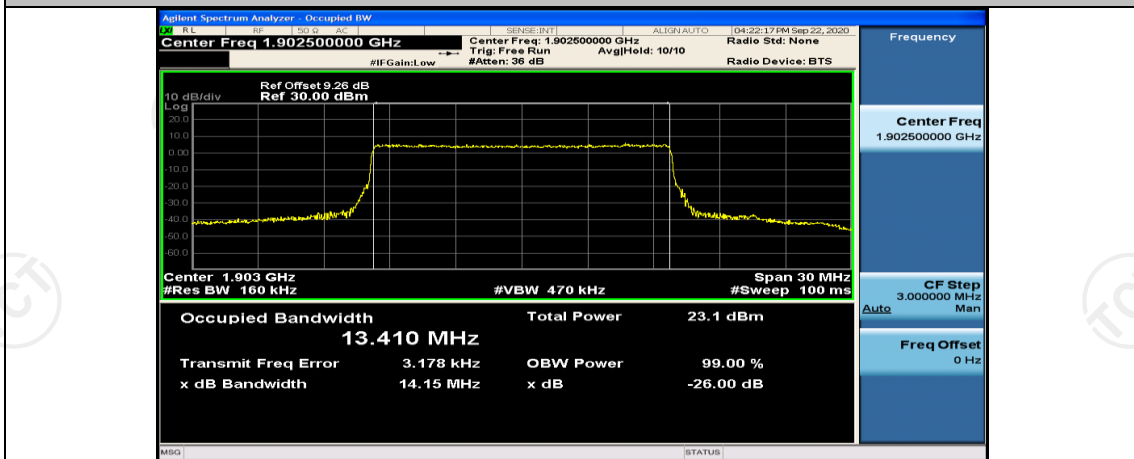 Agilent Spectrum Analyzer - Occupied BW
LXI RL RF 50 Ω AC SENSE:INT ALIGN AUTO 04:22:17 PM Sep 22, 2020
Center Freq 1.902500000 GHz
Center Freq: 1.902500000 GHz
Radio Std: None
Trig: Free Run Avg|Hold: 10/10
#IFGain:Low
#Atten: 36 dB
Radio Device: BTS
Frequency
Ref Offset 9.26 dB
10 dB/div Ref 30.00 dBm
Log
20.0
10.0
0.00
-10.0
-20.0
-30.0
-40.0
-50.0
-60.0
Center 1.903 GHz Span 30 MHz
#Res BW 160 kHz #VBW 470 kHz #Sweep 100 ms
Occupied Bandwidth Total Power 23.1 dBm
13.410 MHz
Transmit Freq Error 3.178 kHz OBW Power 99.00 %
x dB Bandwidth 14.15 MHz x dB -26.00 dB
Center Freq
1.902500000 GHz
CF Step
3.000000 MHz
Auto Man
Freq Offset
0 Hz
MSG STATUS
TCT